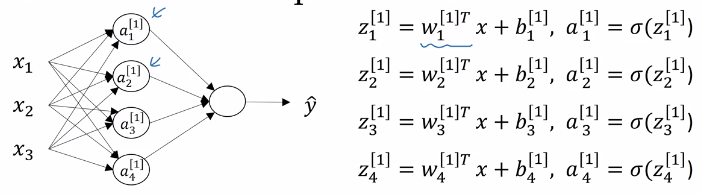 x₁
x₂
x₃
a₁^[1]
a₂^[1]
a₃^[1]
a₄^[1]
ŷ
z₁^[1] = w₁^[1]T x + b₁^[1], a₁^[1] = σ(z₁^[1])
z₂^[1] = w₂^[1]T x + b₂^[1], a₂^[1] = σ(z₂^[1])
z₃^[1] = w₃^[1]T x + b₃^[1], a₃^[1] = σ(z₃^[1])
z₄^[1] = w₄^[1]T x + b₄^[1], a₄^[1] = σ(z₄^[1])